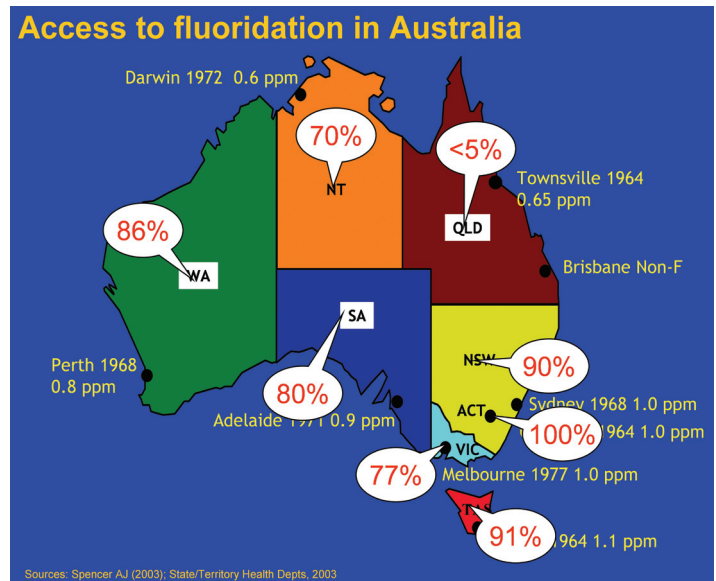 Access to fluoridation in Australia
Darwin 1972 0.6 ppm
70%
NT
<5%
QLD
Townsville 1964
0.65 ppm
86%
WA
Brisbane Non-F
SA
80%
Perth 1968
0.8 ppm
Adelaide 1971 0.9 ppm
NSW
90%
ACT
Sydney 1968 1.0 ppm
100%
1964 1.0 ppm
VIC
77%
Melbourne 1977 1.0 ppm
TAS
91%
1964 1.1 ppm
Sources: Spencer AJ (2003); State/Territory Health Depts, 2003